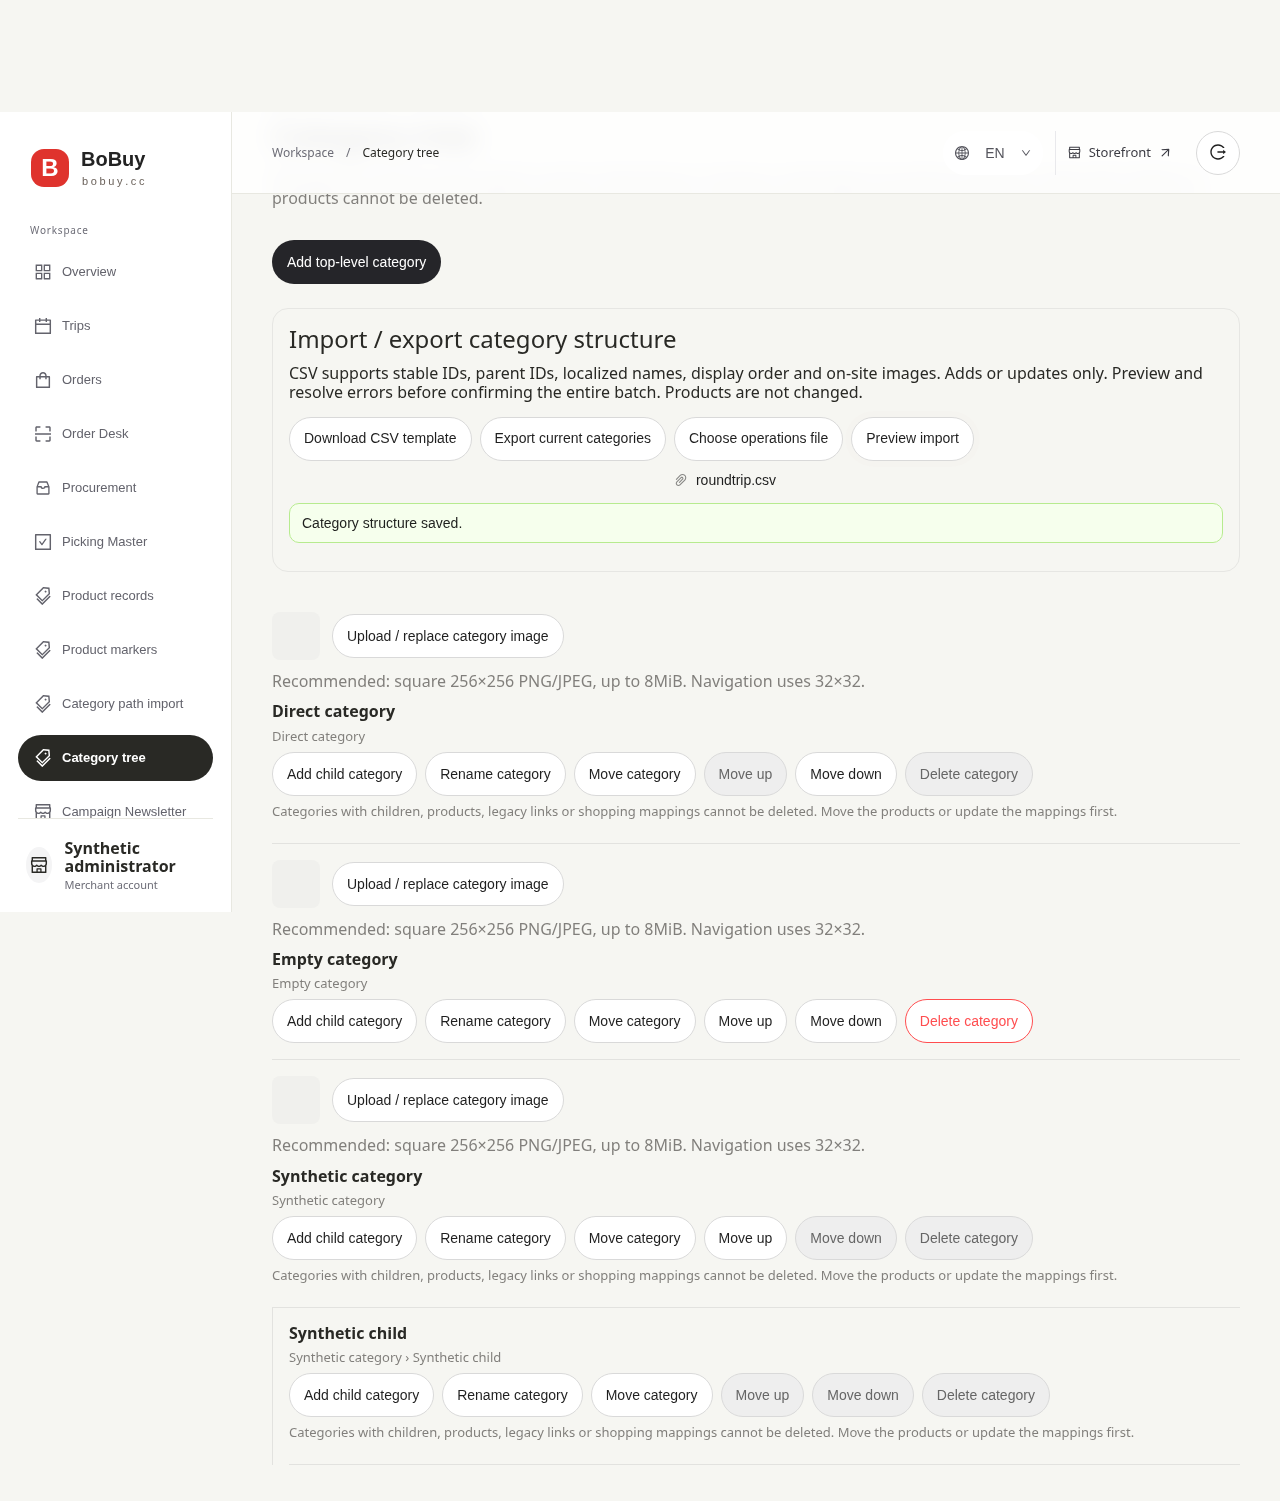 B BoBuy
bobuy.cc
Workspace
Overview
Trips
Orders
Order Desk
Procurement
Picking Master
Product records
Product markers
Category path import
Category tree
Campaign Newsletter
Synthetic
administrator
Merchant account
Workspace / Category tree
EN
Storefront
products cannot be deleted.
Add top-level category
Import / export category structure
CSV supports stable IDs, parent IDs, localized names, display order and on-site images. Adds or updates only. Preview and
resolve errors before confirming the entire batch. Products are not changed.
Download CSV template Export current categories Choose operations file Preview import
roundtrip.csv
Category structure saved.
Upload / replace category image
Recommended: square 256×256 PNG/JPEG, up to 8MiB. Navigation uses 32×32.
Direct category
Direct category
Add child category Rename category Move category Move up Move down Delete category
Categories with children, products, legacy links or shopping mappings cannot be deleted. Move the products or update the mappings first.
Upload / replace category image
Recommended: square 256×256 PNG/JPEG, up to 8MiB. Navigation uses 32×32.
Empty category
Empty category
Add child category Rename category Move category Move up Move down Delete category
Upload / replace category image
Recommended: square 256×256 PNG/JPEG, up to 8MiB. Navigation uses 32×32.
Synthetic category
Synthetic category
Add child category Rename category Move category Move up Move down Delete category
Categories with children, products, legacy links or shopping mappings cannot be deleted. Move the products or update the mappings first.
Synthetic child
Synthetic category › Synthetic child
Add child category Rename category Move category Move up Move down Delete category
Categories with children, products, legacy links or shopping mappings cannot be deleted. Move the products or update the mappings first.